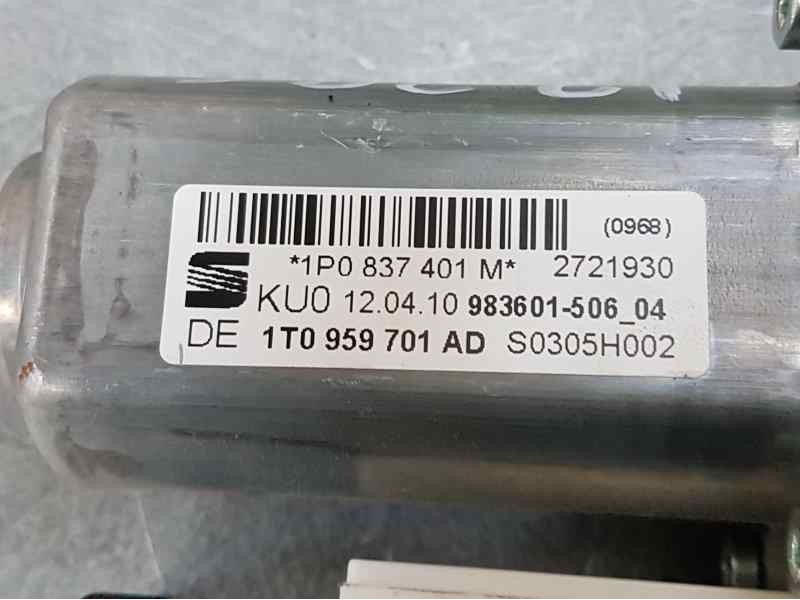 (0968)
*1P0 837 401 M* 2721930
KU0 12.04.10 983601-506_04
DE 1T0 959 701 AD S0305H002